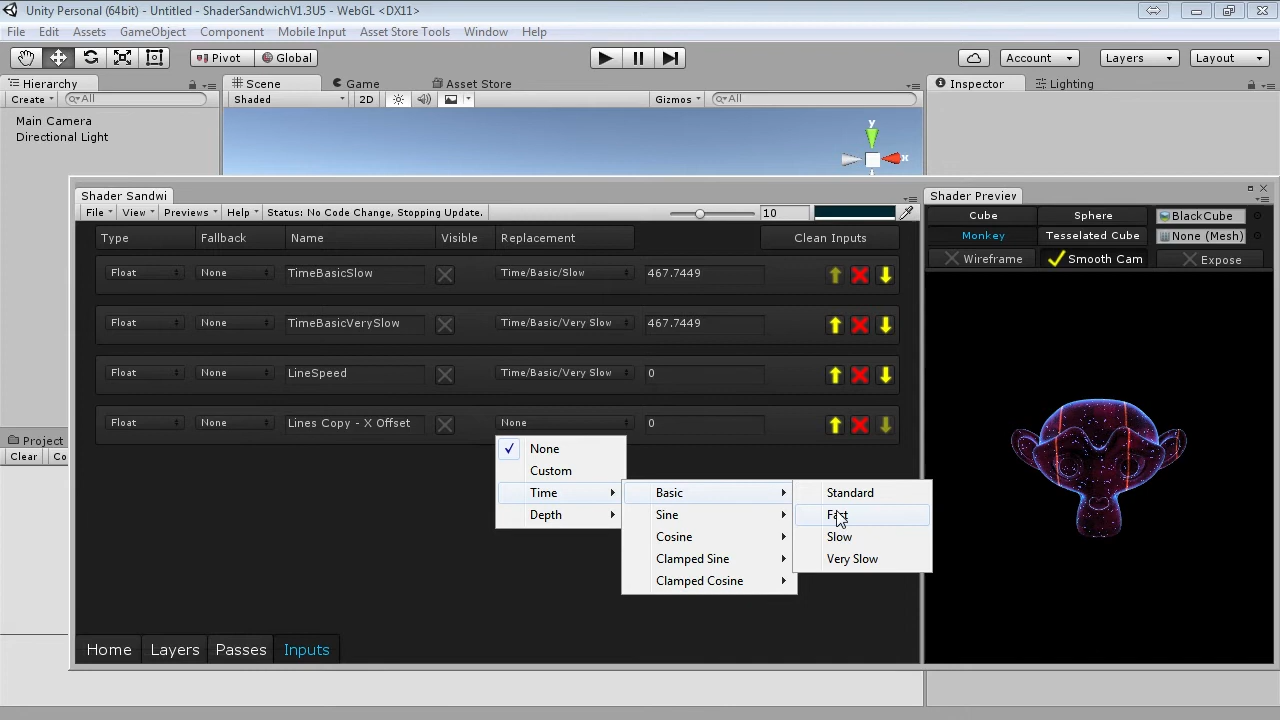 Unity Personal (64bit) - Untitled - ShaderSandwichV1.3U5 - WebGL <DX11>
File Edit Assets GameObject Component Mobile Input Asset Store Tools Window Help
Pivot Global Account Layers Layout
Hierarchy Scene Game Asset Store Inspector Lighting
Create All Shaded 2D Gizmos All
Main Camera
Directional Light
y
x
Shader Sandwi Shader Preview
File View Previews Help Status: No Code Change, Stopping Update. 10 Cube Sphere BlackCube
Monkey Tesselated Cube None (Mesh)
Type Fallback Name Visible Replacement Clean Inputs
Wireframe Smooth Cam Expose
Float None TimeBasicSlow Time/Basic/Slow 467.7449
Float None TimeBasicVerySlow Time/Basic/Very Slow 467.7449
Float None LineSpeed Time/Basic/Very Slow 0
Float None Lines Copy - X Offset None 0
Project
Clear Co
None
Custom
Time Basic Standard
Depth Sine
Cosine Slow
Clamped Sine Very Slow
Clamped Cosine
Home Layers Passes Inputs